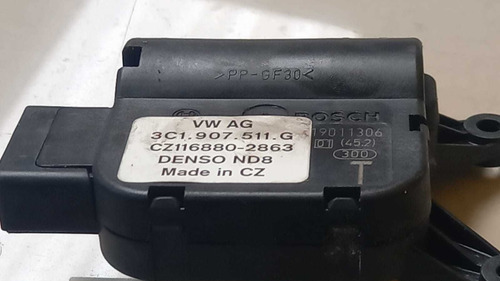 >PP-GF30<
BOSCH
VW AG
3C1.907.511.G
CZ116880-2863
DENSO ND8
Made in CZ
19011306
(45.2)
300
T